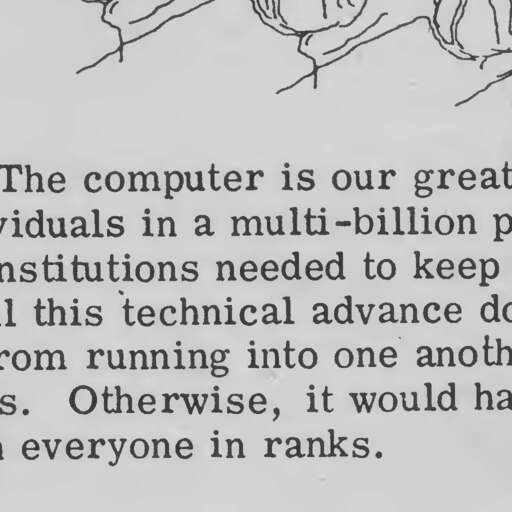 The computer is our great
viduals in a multi-billion p
nstitutions needed to keep
ll this technical advance do
rom running into one anoth
s. Otherwise, it would ha
everyone in ranks.